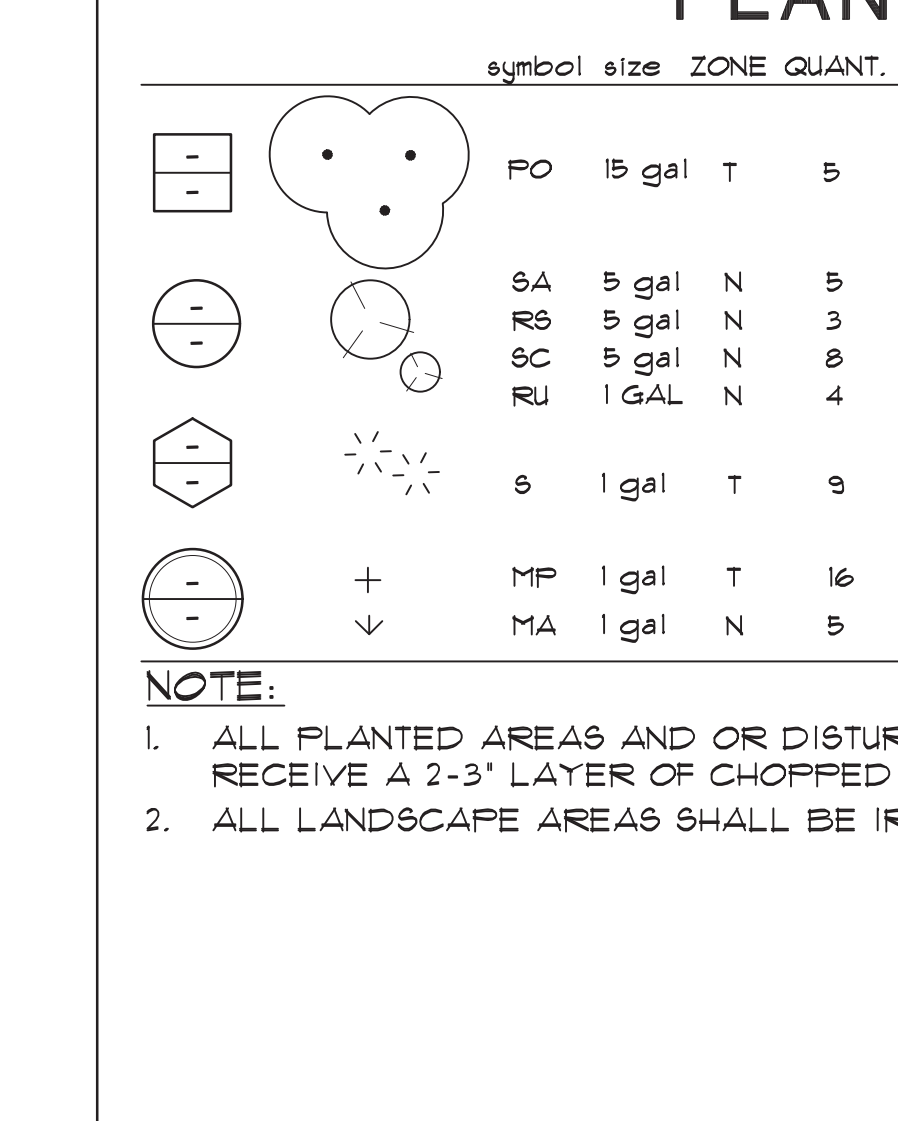 symbol size ZONE QUANT.
PO 15 gal T 5
SA 5 gal N 5
RS 5 gal N 3
SC 5 gal N 8
RU 1 GAL N 4
S 1 gal T 9
MP 1 gal T 16
MA 1 gal N 5
NOTE:
1. ALL PLANTED AREAS AND OR DISTUR
RECEIVE A 2-3" LAYER OF CHOPPED
2. ALL LANDSCAPE AREAS SHALL BE IR